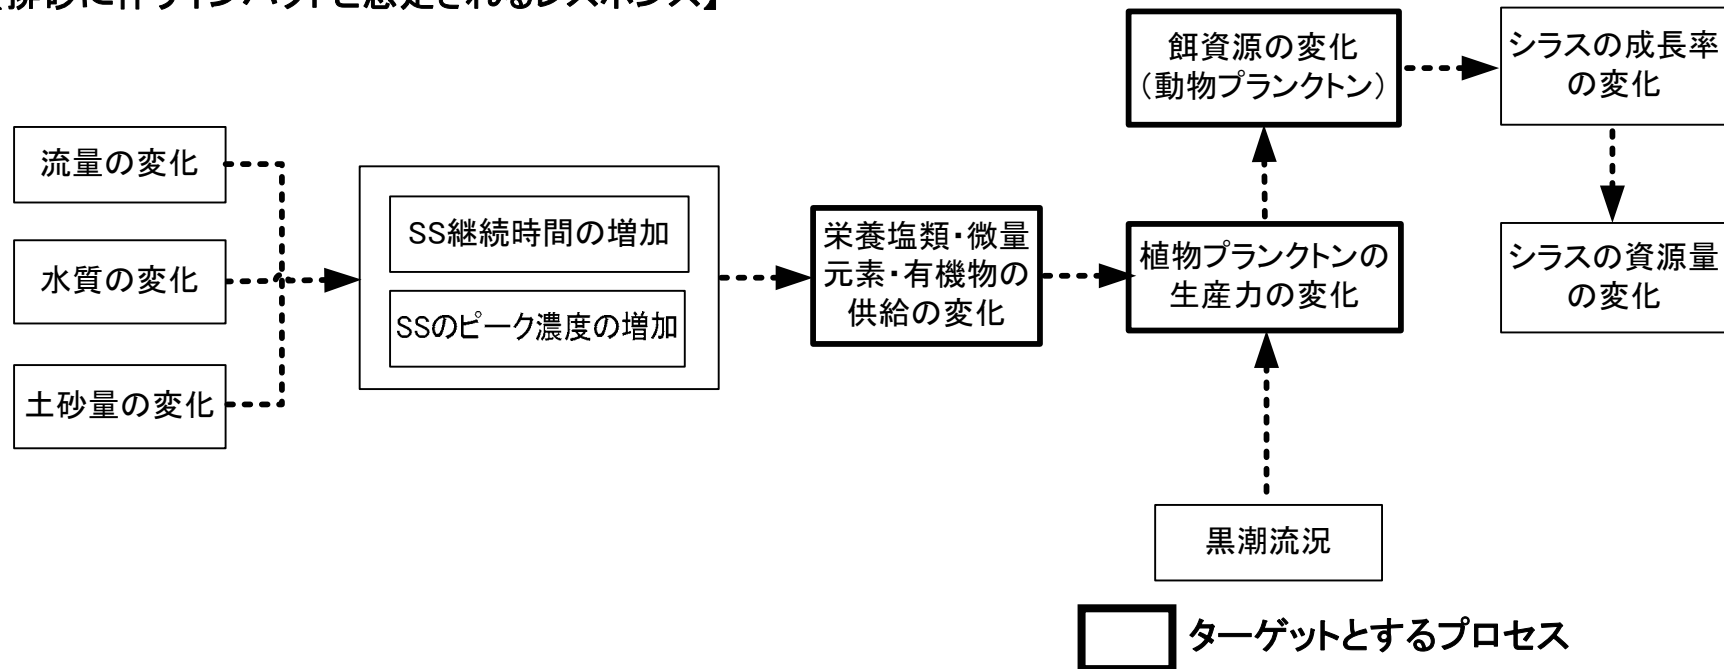 【排砂に伴うインパクトと想定されるレスポンス】
流量の変化
水質の変化
土砂量の変化
SS継続時間の増加
SSのピーク濃度の増加
栄養塩類・微量
元素・有機物の
供給の変化
餌資源の変化
（動物プランクトン）
植物プランクトンの
生産力の変化
黒潮流況
シラスの成長率
の変化
シラスの資源量
の変化
ターゲットとするプロセス